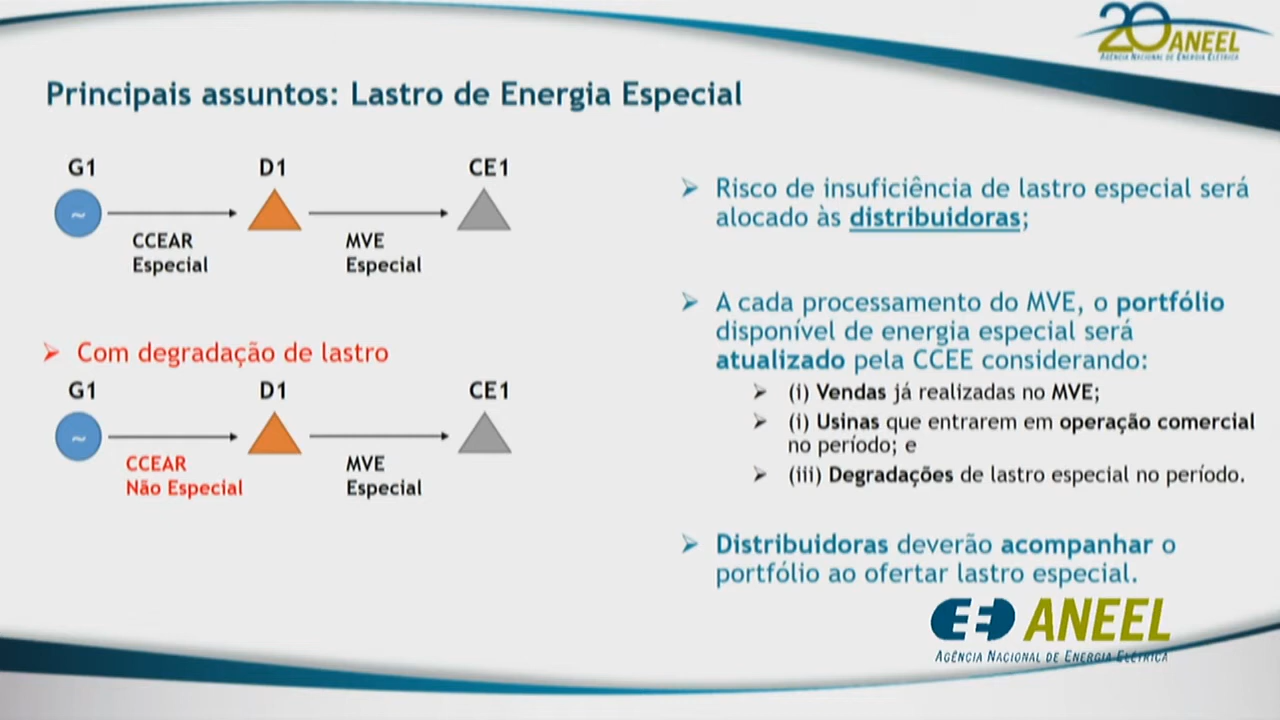 20 ANEEL
AGÊNCIA NACIONAL DE ENERGIA ELÉTRICA
Principais assuntos: Lastro de Energia Especial
G1 D1 CE1
~
CCEAR
Especial
MVE
Especial
Com degradação de lastro
G1 D1 CE1
~
CCEAR
Não Especial
MVE
Especial
Risco de insuficiência de lastro especial será
alocado às distribuidoras;
A cada processamento do MVE, o portfólio
disponível de energia especial será
atualizado pela CCEE considerando:
(i) Vendas já realizadas no MVE;
(i) Usinas que entrarem em operação comercial
no período; e
(iii) Degradações de lastro especial no período.
Distribuidoras deverão acompanhar o
portfólio ao ofertar lastro especial.
ANEEL
AGÊNCIA NACIONAL DE ENERGIA ELÉTRICA